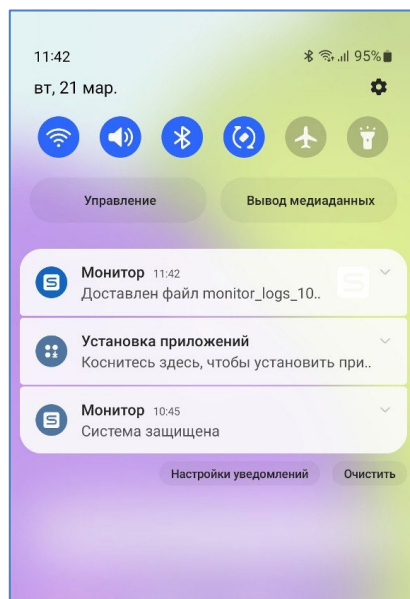 11:42
95%
вт, 21 мар.
Управление
Вывод медиаданных
Монитор 11:42
Доставлен файл monitor_logs_10..
Установка приложений
Коснитесь здесь, чтобы установить при..
Монитор 10:45
Система защищена
Настройки уведомлений
Очистить